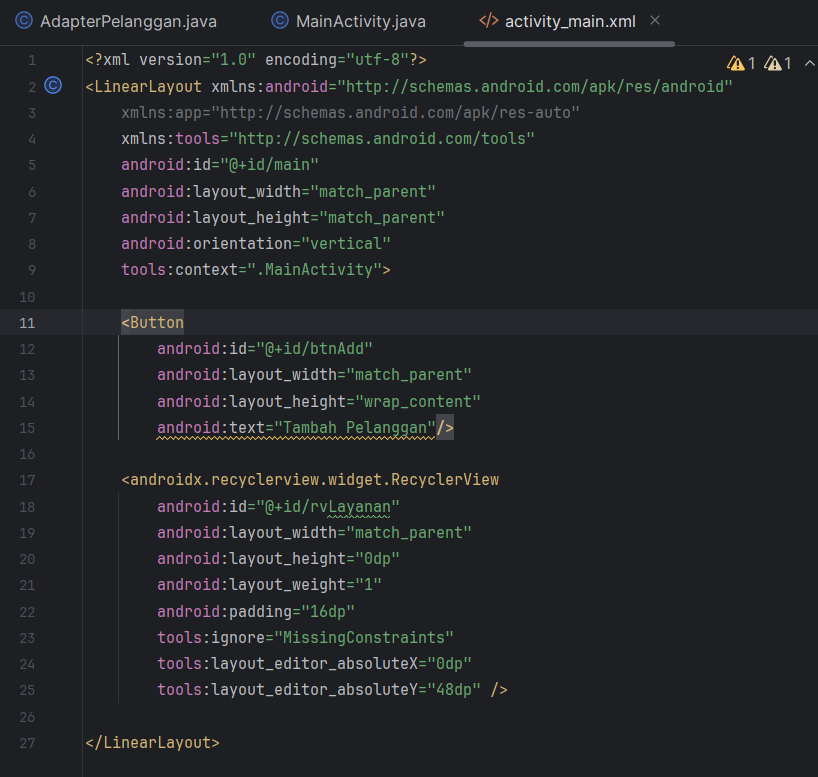 AdapterPelanggan.java MainActivity.java </> activity_main.xml
1 <?xml version="1.0" encoding="utf-8"?> 1 1
2 <LinearLayout xmlns:android="http://schemas.android.com/apk/res/android"
3 xmlns:app="http://schemas.android.com/apk/res-auto"
4 xmlns:tools="http://schemas.android.com/tools"
5 android:id="@+id/main"
6 android:layout_width="match_parent"
7 android:layout_height="match_parent"
8 android:orientation="vertical"
9 tools:context=".MainActivity">
10
11 <Button
12 android:id="@+id/btnAdd"
13 android:layout_width="match_parent"
14 android:layout_height="wrap_content"
15 android:text="Tambah Pelanggan"/>
16
17 <androidx.recyclerview.widget.RecyclerView
18 android:id="@+id/rvLayanan"
19 android:layout_width="match_parent"
20 android:layout_height="0dp"
21 android:layout_weight="1"
22 android:padding="16dp"
23 tools:ignore="MissingConstraints"
24 tools:layout_editor_absoluteX="0dp"
25 tools:layout_editor_absoluteY="48dp" />
26
27 </LinearLayout>